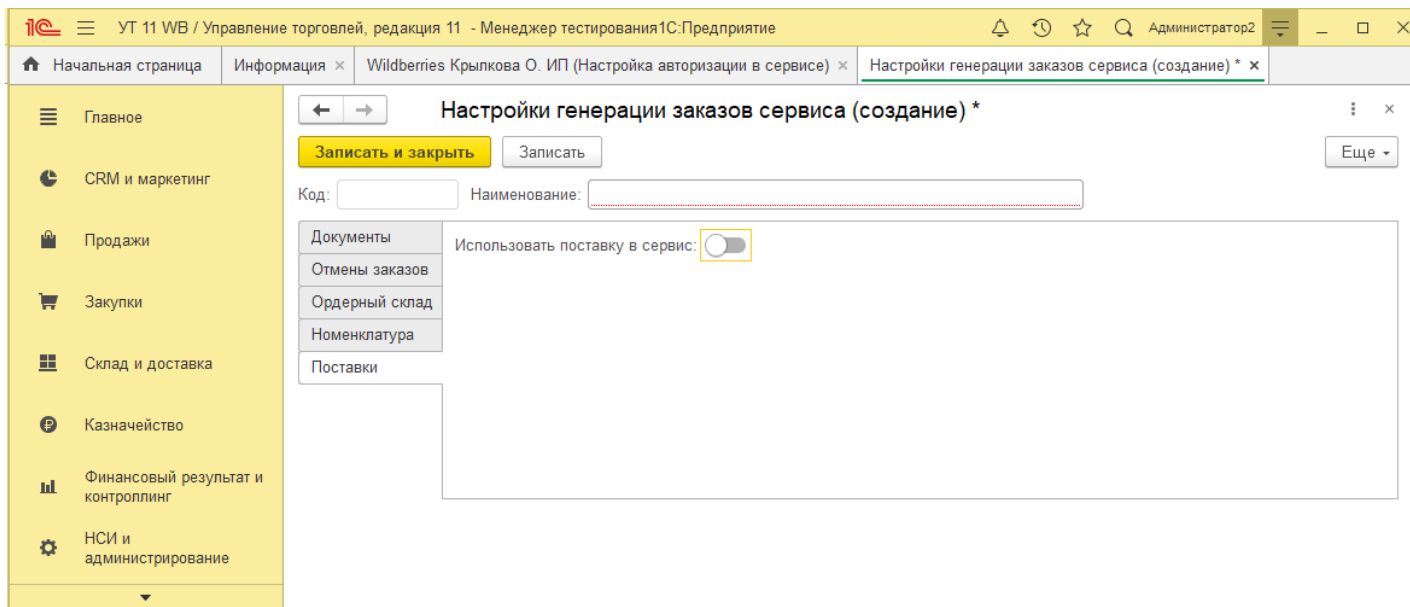 1С УТ 11 WB / Управление торговлей, редакция 11 - Менеджер тестирования1С:Предприятие Администратор2
Начальная страница Информация × Wildberries Крылкова О. ИП (Настройка авторизации в сервисе) × Настройки генерации заказов сервиса (создание) * ×
Главное
CRM и маркетинг
Продажи
Закупки
Склад и доставка
Казначейство
Финансовый результат и
контроллинг
НСИ и
администрирование
Настройки генерации заказов сервиса (создание) *
Записать и закрыть Записать Еще
Код: Наименование:
Документы
Отмены заказов
Ордерный склад
Номенклатура
Поставки
Использовать поставку в сервис: